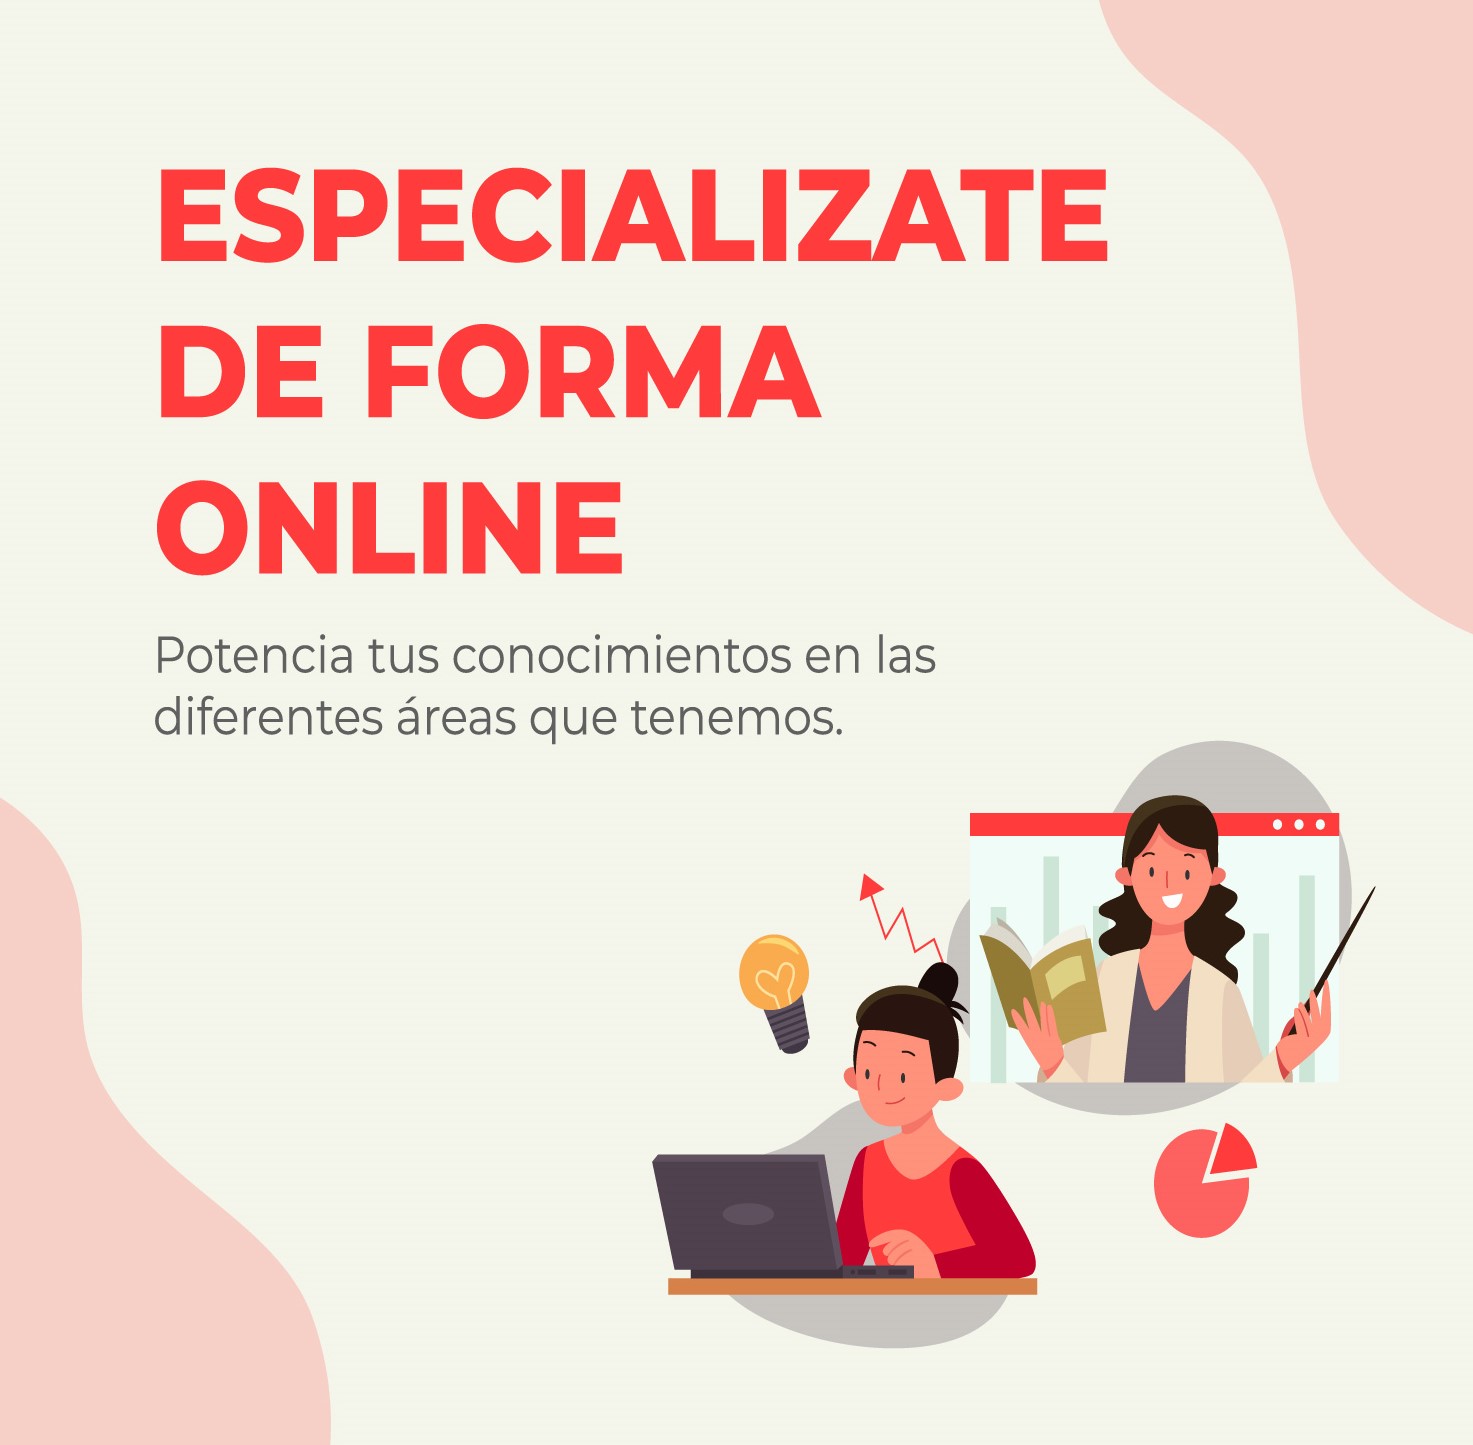 ESPECIALIZATE
DE FORMA
ONLINE
Potencia tus conocimientos en las
diferentes áreas que tenemos.